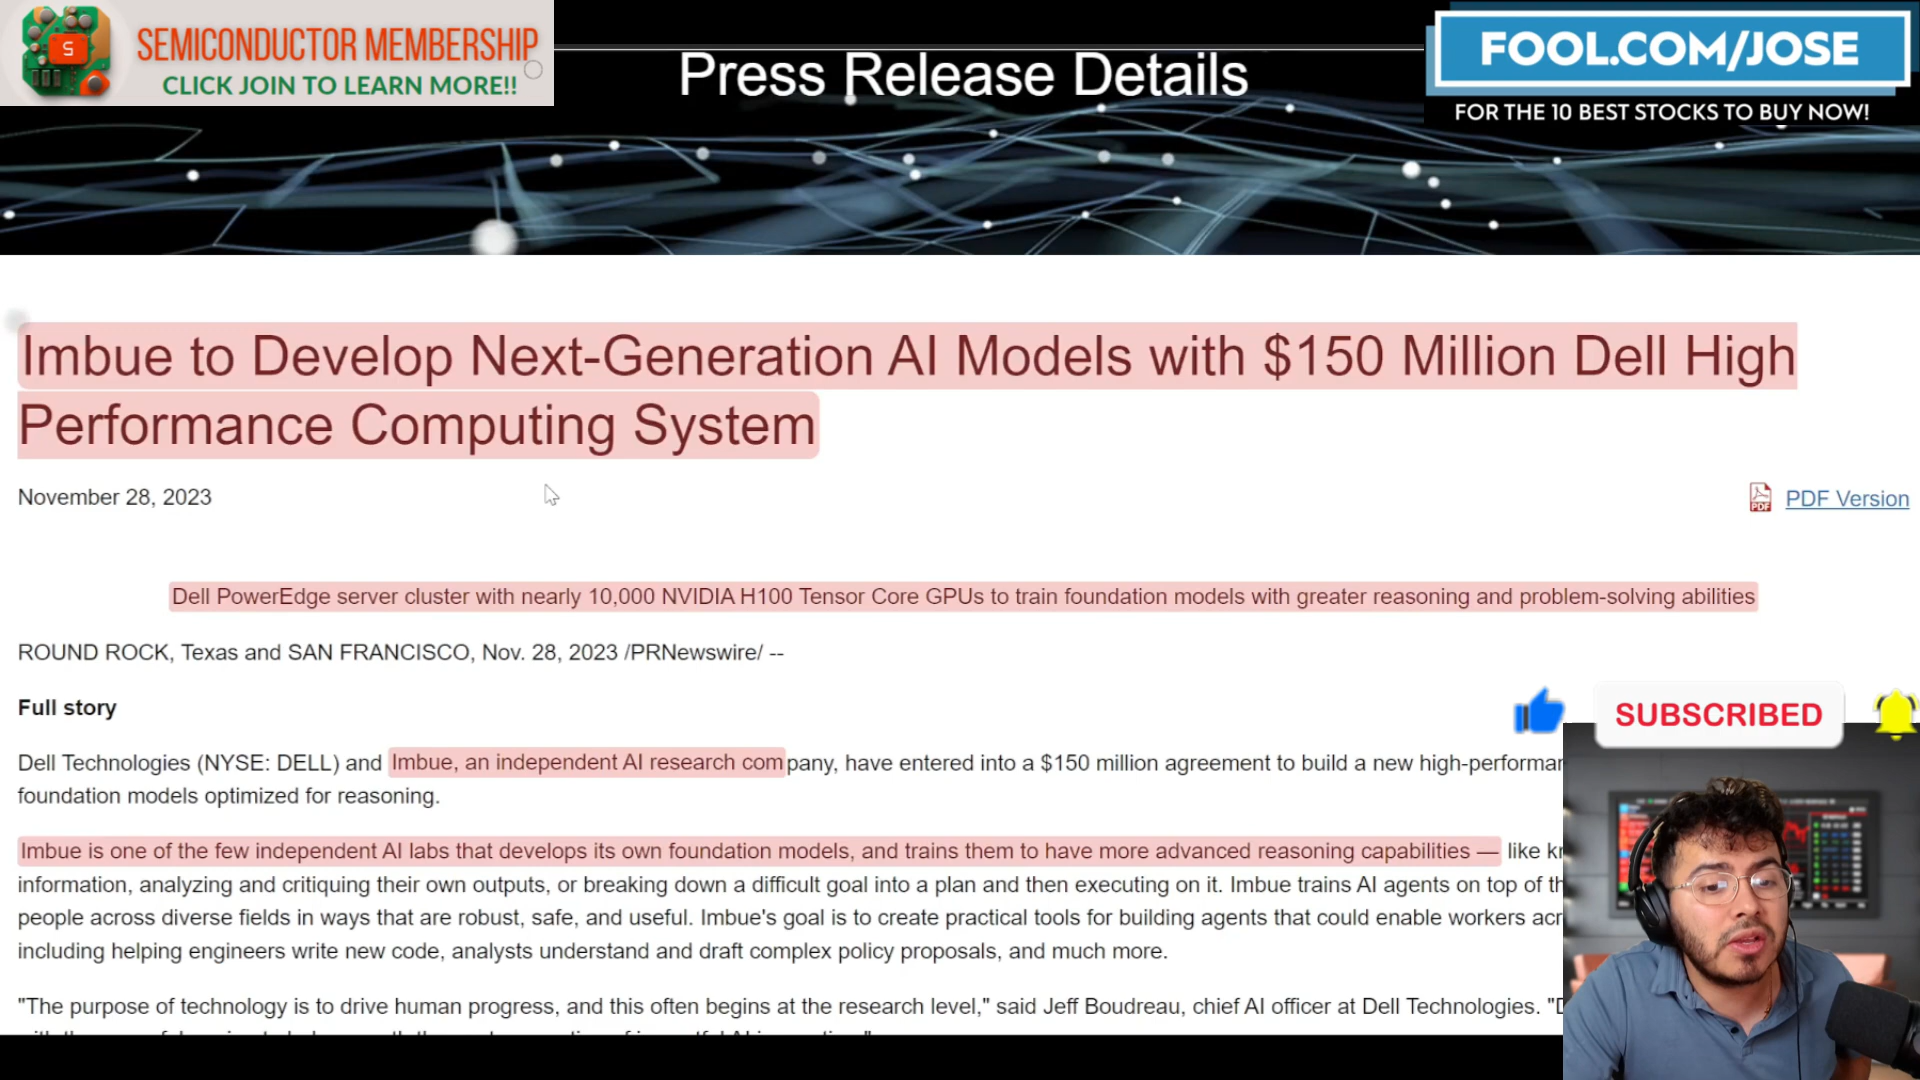 SEMICONDUCTOR MEMBERSHIP
CLICK JOIN TO LEARN MORE!!
S
Press Release Details
FOOL.COM/JOSE
FOR THE 10 BEST STOCKS TO BUY NOW!
Imbue to Develop Next-Generation AI Models with $150 Million Dell High
Performance Computing System
November 28, 2023
PDF
PDF Version
Dell PowerEdge server cluster with nearly 10,000 NVIDIA H100 Tensor Core GPUs to train foundation models with greater reasoning and problem-solving abilities
ROUND ROCK, Texas and SAN FRANCISCO, Nov. 28, 2023 /PRNewswire/ --
Full story
SUBSCRIBED
Dell Technologies (NYSE: DELL) and Imbue, an independent AI research company, have entered into a $150 million agreement to build a new
foundation models optimized for reasoning.
Imbue is one of the few independent AI labs that develops its own foundation models, and trains them to have more advanced reasoning capabilities — like
information, analyzing and critiquing their own outputs, or breaking down a difficult goal into a plan and then executing on it. Imbue trains AI agents on top of
people across diverse fields in ways that are robust, safe, and useful. Imbue's goal is to create practical tools for building agents that could enable workers
including helping engineers write new code, analysts understand and draft complex policy proposals, and much more.
"The purpose of technology is to drive human progress, and this often begins at the research level," said Jeff Boudreau, chief AI officer at Dell Technologies.